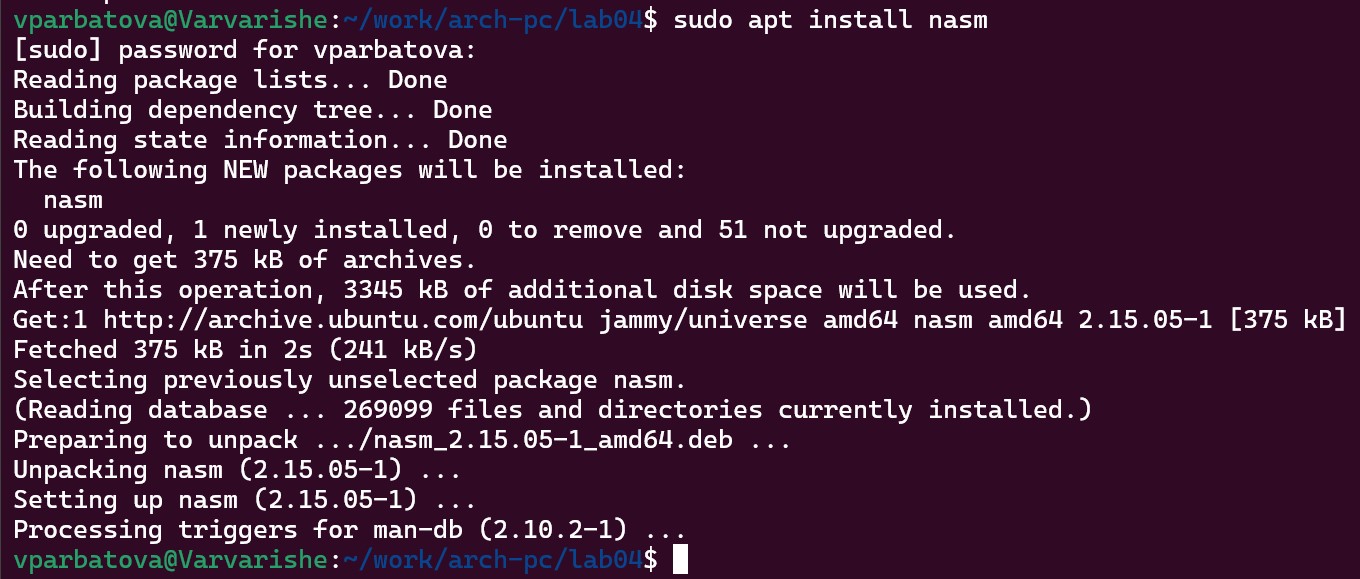 vparbatova@Varvarishe:~/work/arch-pc/lab04$ sudo apt install nasm
[sudo] password for vparbatova:
Reading package lists... Done
Building dependency tree... Done
Reading state information... Done
The following NEW packages will be installed:
  nasm
0 upgraded, 1 newly installed, 0 to remove and 51 not upgraded.
Need to get 375 kB of archives.
After this operation, 3345 kB of additional disk space will be used.
Get:1 http://archive.ubuntu.com/ubuntu jammy/universe amd64 nasm amd64 2.15.05-1 [375 kB]
Fetched 375 kB in 2s (241 kB/s)
Selecting previously unselected package nasm.
(Reading database ... 269099 files and directories currently installed.)
Preparing to unpack .../nasm_2.15.05-1_amd64.deb ...
Unpacking nasm (2.15.05-1) ...
Setting up nasm (2.15.05-1) ...
Processing triggers for man-db (2.10.2-1) ...
vparbatova@Varvarishe:~/work/arch-pc/lab04$